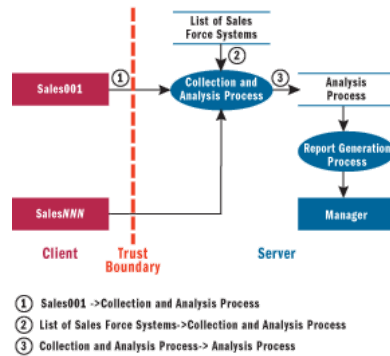 List of Sales
Force Systems
1
2
3
Sales001
Collection and
Analysis Process
Analysis
Process
Report Generation
Process
SalesNNN
Manager
Client
Trust
Boundary
Server
1 Sales001 ->Collection and Analysis Process
2 List of Sales Force Systems->Collection and Analysis Process
3 Collection and Analysis Process-> Analysis Process